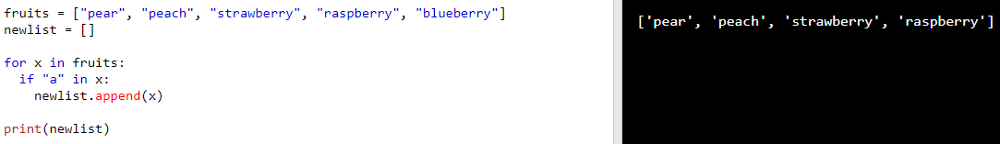 fruits = ["pear", "peach", "strawberry", "raspberry", "blueberry"]
newlist = []
for x in fruits:
  if "a" in x:
    newlist.append(x)
print(newlist)
['pear', 'peach', 'strawberry', 'raspberry']